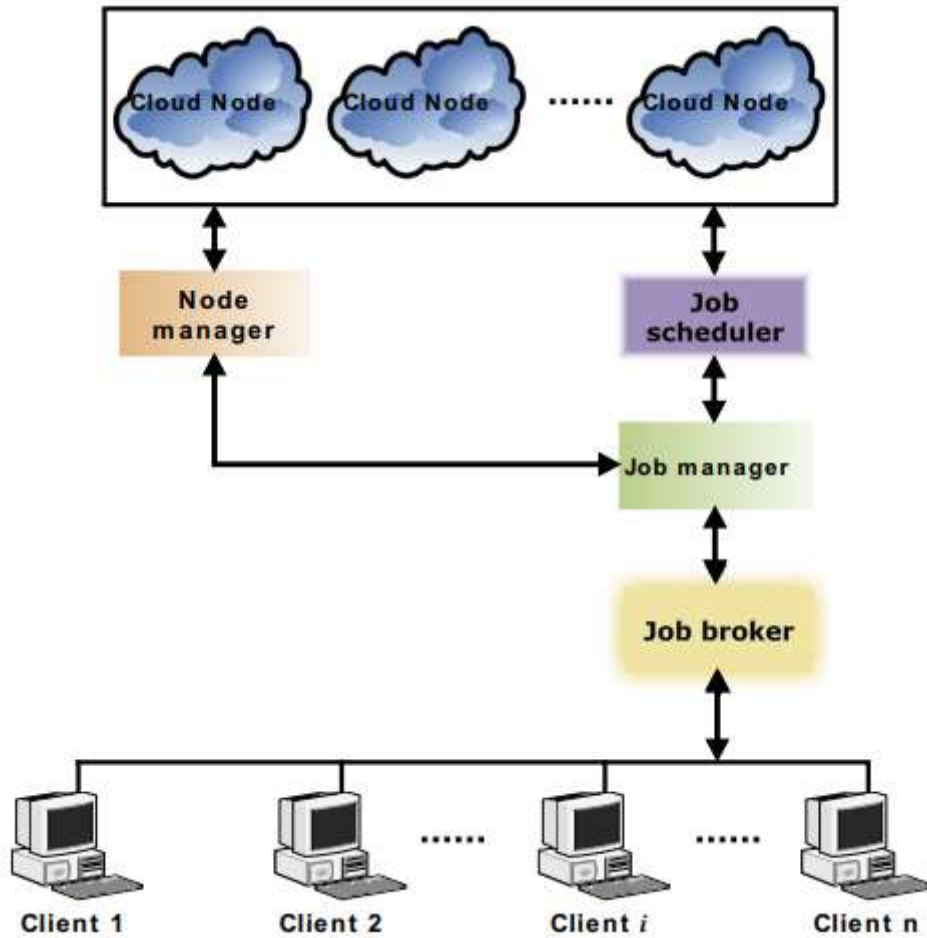 Cloud Node
Cloud Node
......
Cloud Node
Node
manager
Job
scheduler
Job manager
Job broker
......
......
Client 1
Client 2
Client i
Client n